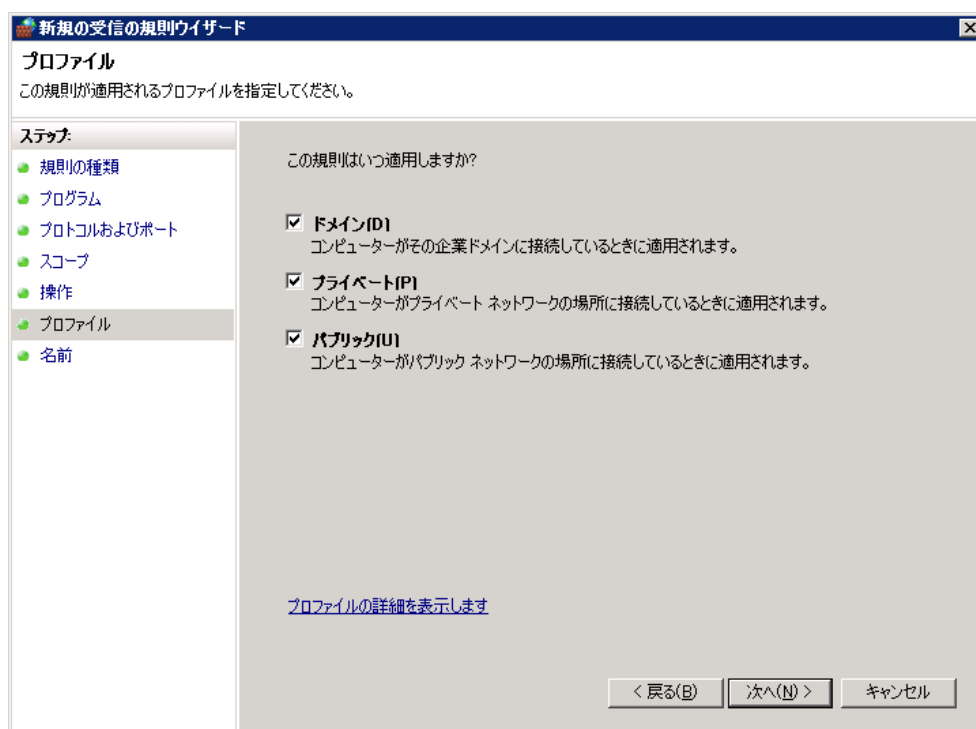 新規の受信の規則ウィザード
プロファイル
この規則が適用されるプロファイルを指定してください。
ステップ:
規則の種類
プログラム
プロトコルおよびポート
スコープ
操作
プロファイル
名前
この規則はいつ適用しますか?
ドメイン(D)
コンピューターがその企業ドメインに接続しているときに適用されます。
プライベート(P)
コンピューターがプライベート ネットワークの場所に接続しているときに適用されます。
パブリック(U)
コンピューターがパブリック ネットワークの場所に接続しているときに適用されます。
プロファイルの詳細を表示します
< 戻る(B)
次へ(N) >
キャンセル